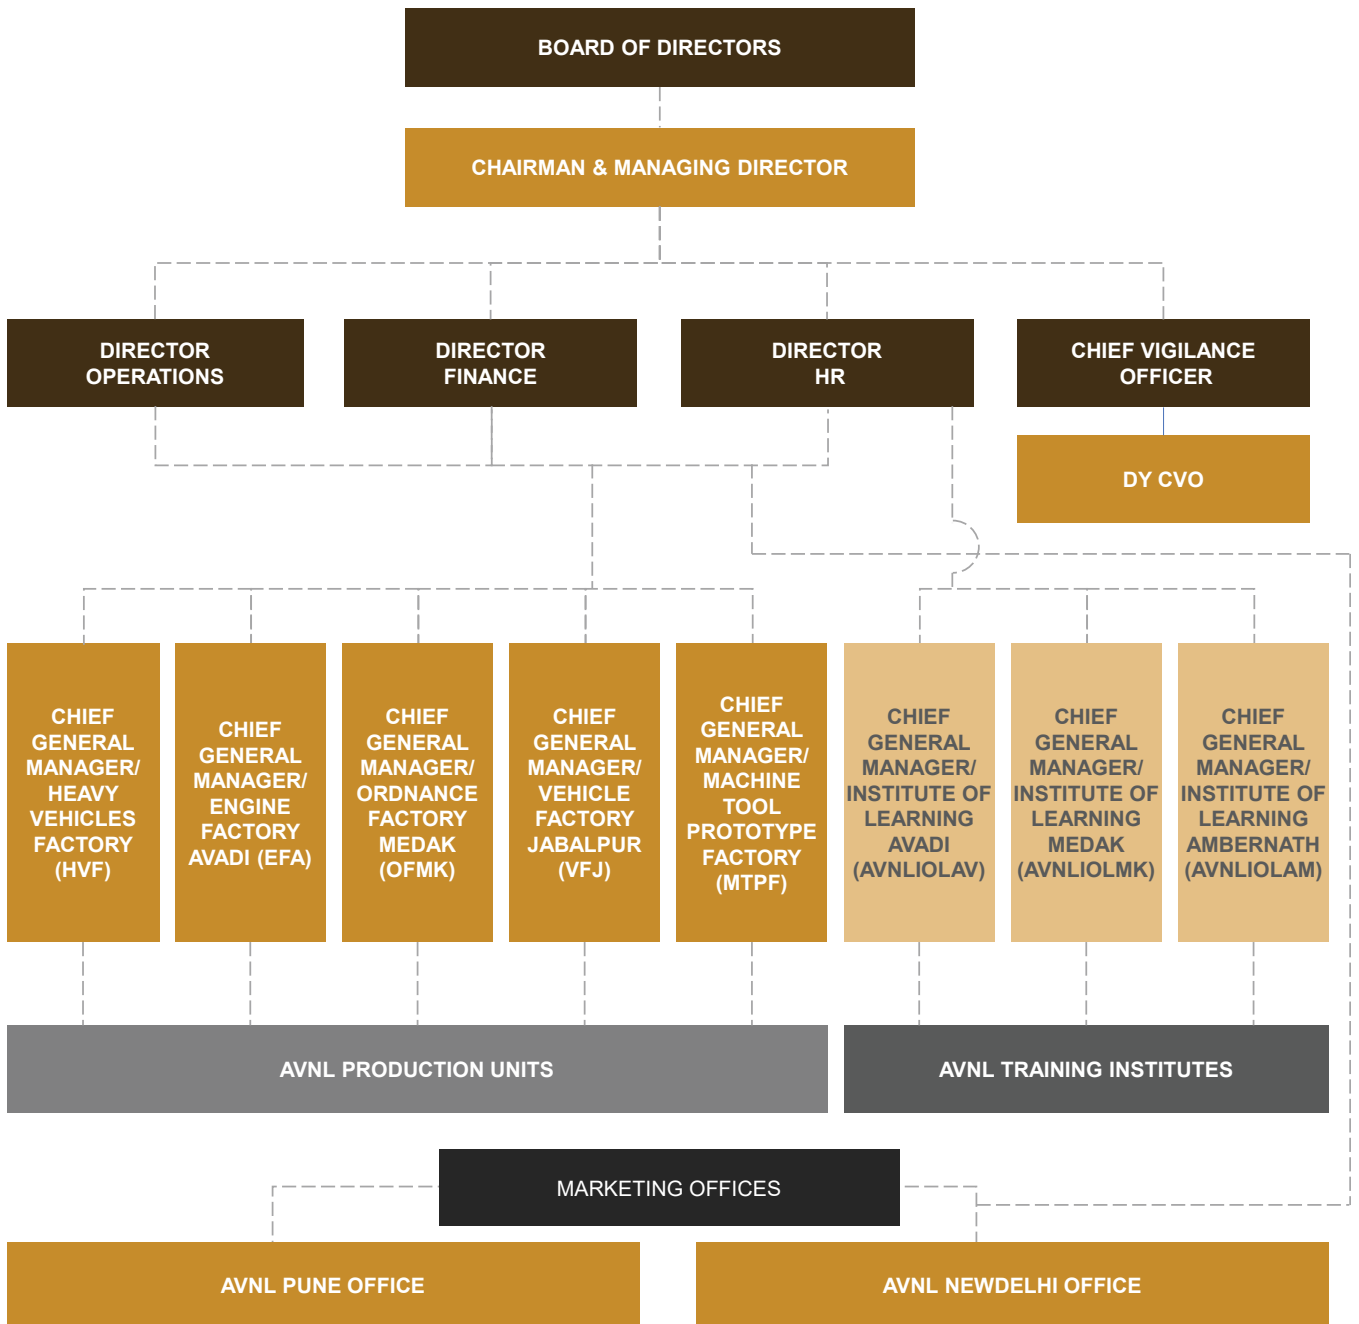 BOARD OF DIRECTORS
CHAIRMAN & MANAGING DIRECTOR
DIRECTOR
OPERATIONS
DIRECTOR
FINANCE
DIRECTOR
HR
CHIEF VIGILANCE
OFFICER
DY CVO
CHIEF
GENERAL
MANAGER/
HEAVY
VEHICLES
FACTORY
(HVF)
CHIEF
GENERAL
MANAGER/
ENGINE
FACTORY
AVADI (EFA)
CHIEF
GENERAL
MANAGER/
ORDNANCE
FACTORY
MEDAK
(OFMK)
CHIEF
GENERAL
MANAGER/
VEHICLE
FACTORY
JABALPUR
(VFJ)
CHIEF
GENERAL
MANAGER/
MACHINE
TOOL
PROTOTYPE
FACTORY
(MTPF)
CHIEF
GENERAL
MANAGER/
INSTITUTE OF
LEARNING
AVADI
(AVNLIOLAV)
CHIEF
GENERAL
MANAGER/
INSTITUTE OF
LEARNING
MEDAK
(AVNLIOLMK)
CHIEF
GENERAL
MANAGER/
INSTITUTE OF
LEARNING
AMBERNATH
(AVNLIOLAM)
AVNL PRODUCTION UNITS
AVNL TRAINING INSTITUTES
MARKETING OFFICES
AVNL PUNE OFFICE
AVNL NEWDELHI OFFICE